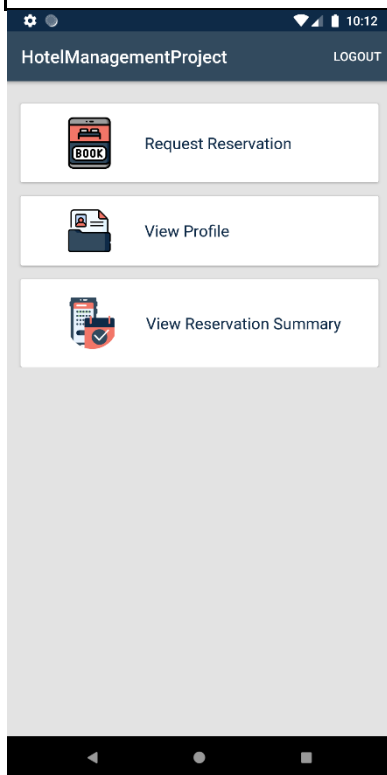 10:12
HotelManagementProject LOGOUT
BOOK
Request Reservation
View Profile
View Reservation Summary